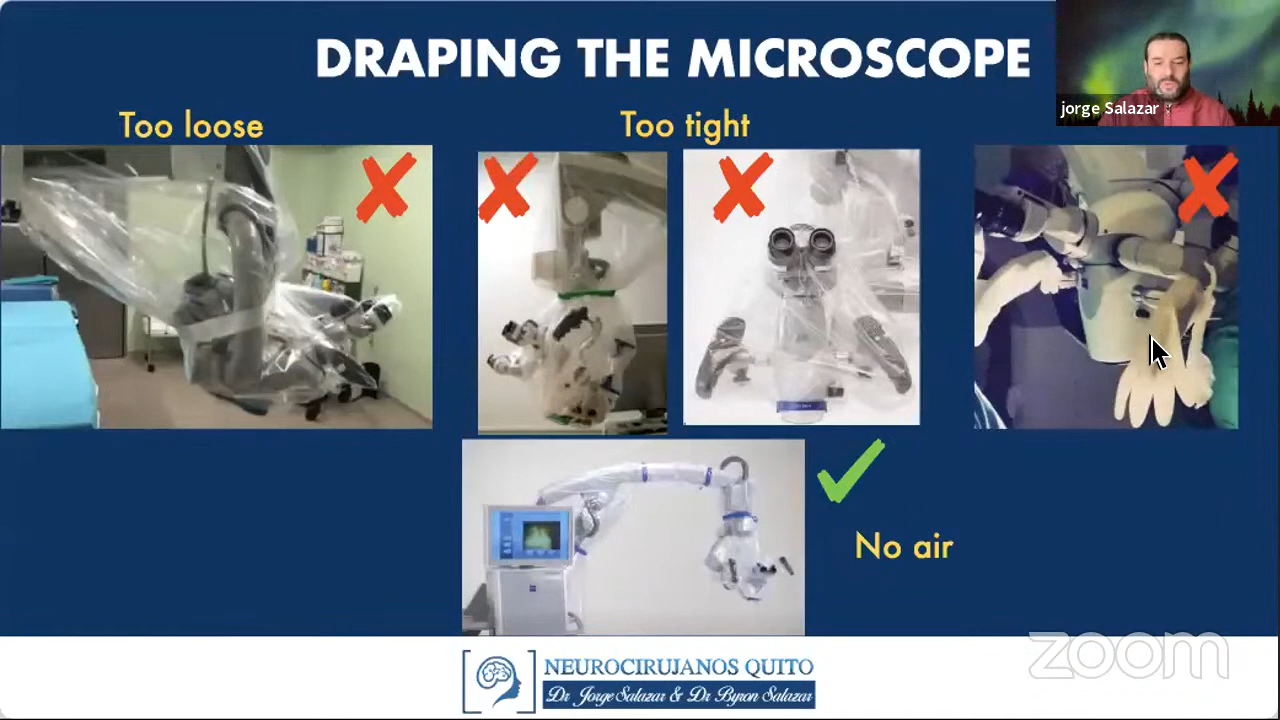 DRAPING THE MICROSCOPE
jorge Salazar
Too loose
Too tight
No air
zoom
NEUROCIRUJANOS QUITO
Dr. Jorge Salazar & Dr Byron Salazar